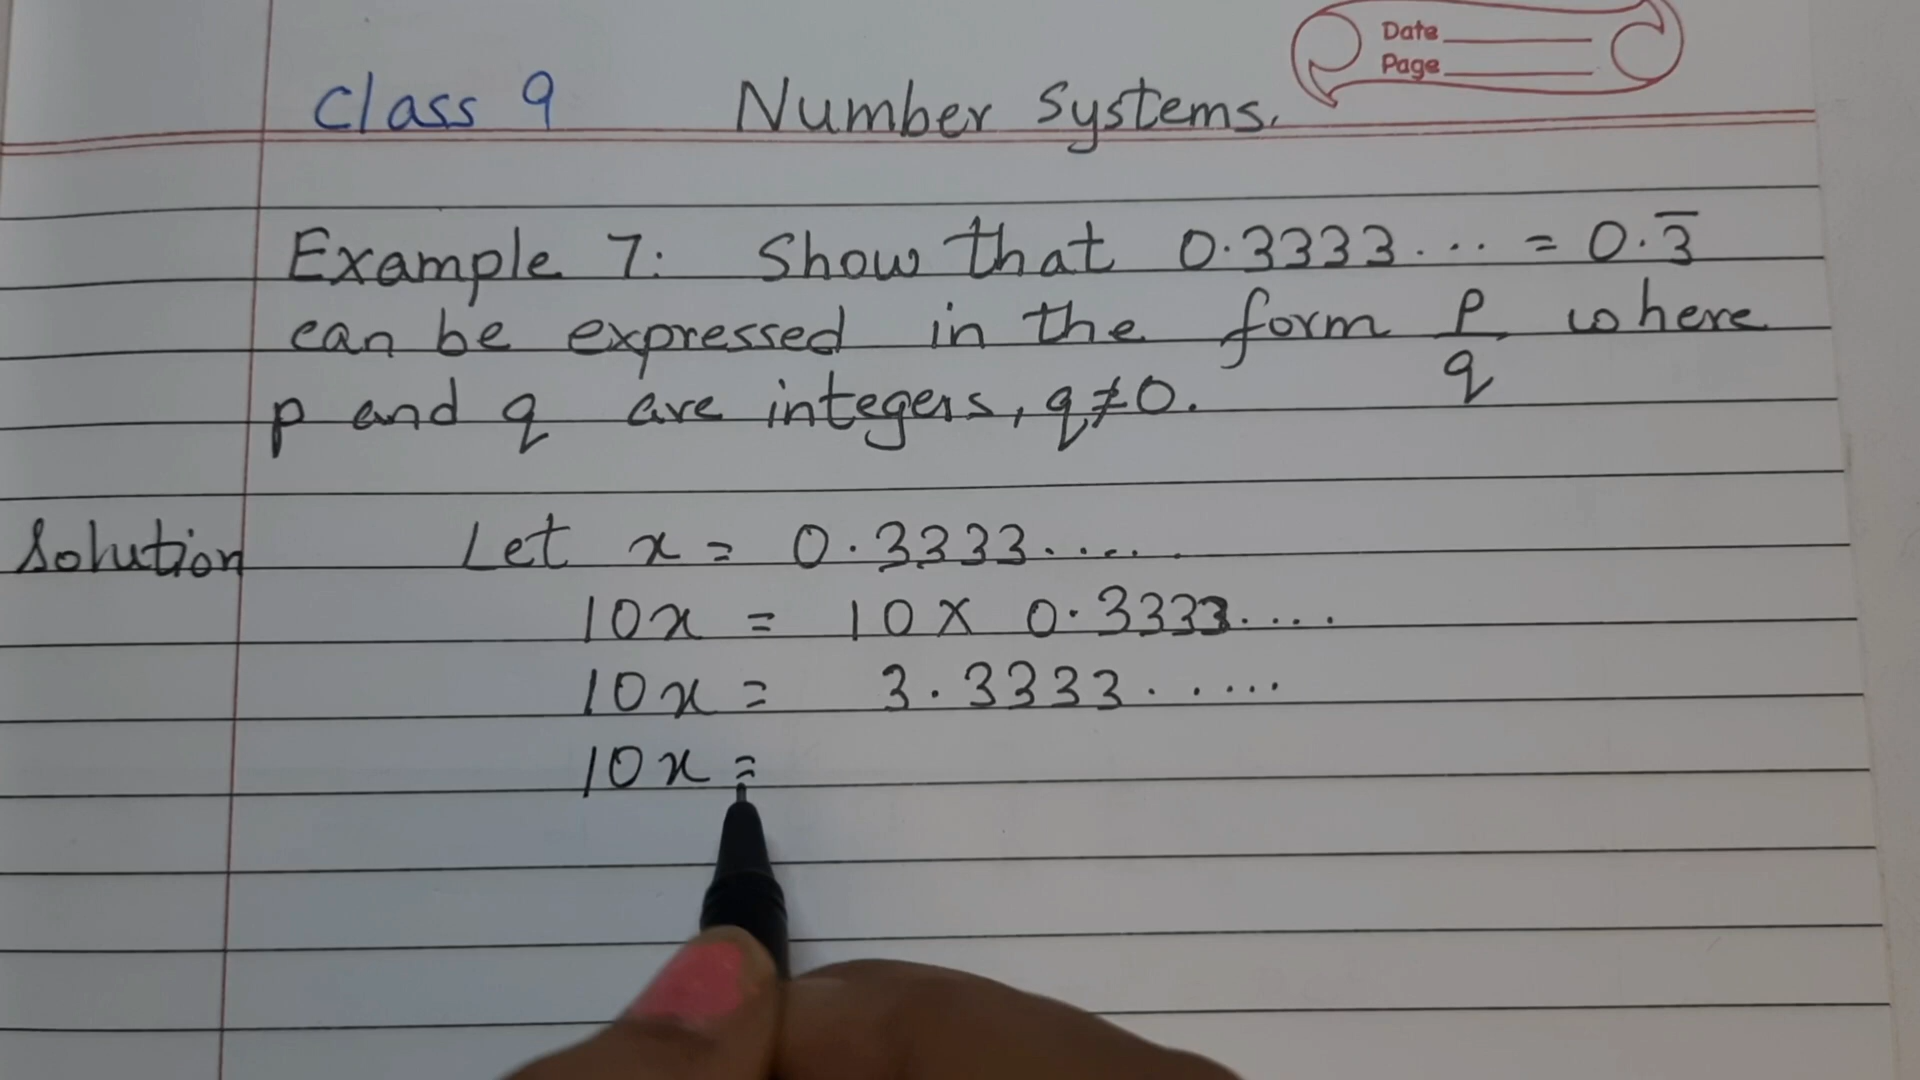 Date
Page
Class 9 Number Systems.
Example 7: Show that 0.3333... = 0.3̅
can be expressed in the form p/q where
p and q are integers, q≠0.
Solution Let x = 0.3333.....
10x = 10 × 0.3333....
10x = 3.3333......
10x =